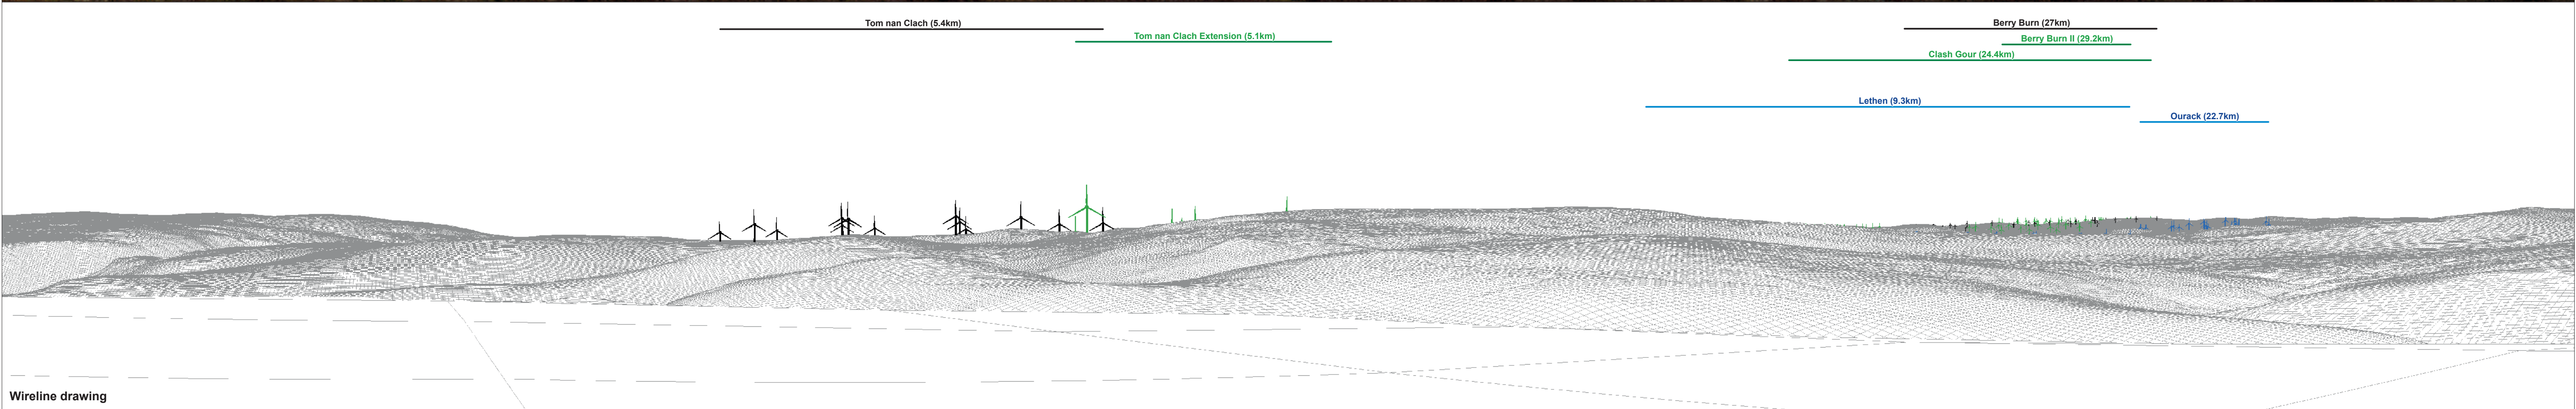 Tom nan Clach (5.4km)
Berry Burn (27km)
Tom nan Clach Extension (5.1km)
Berry Burn II (29.2km)
Clash Gour (24.4km)
Lethen (9.3km)
Ourack (22.7km)
Wireline drawing